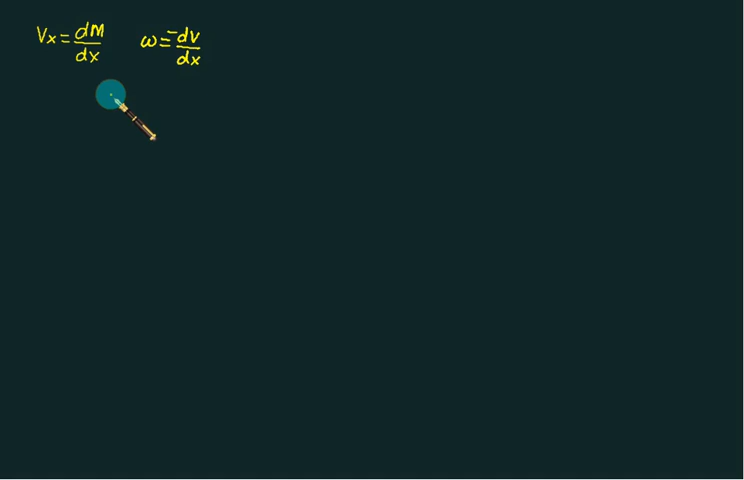 Vx = dM/dx   ω = -dv/dx